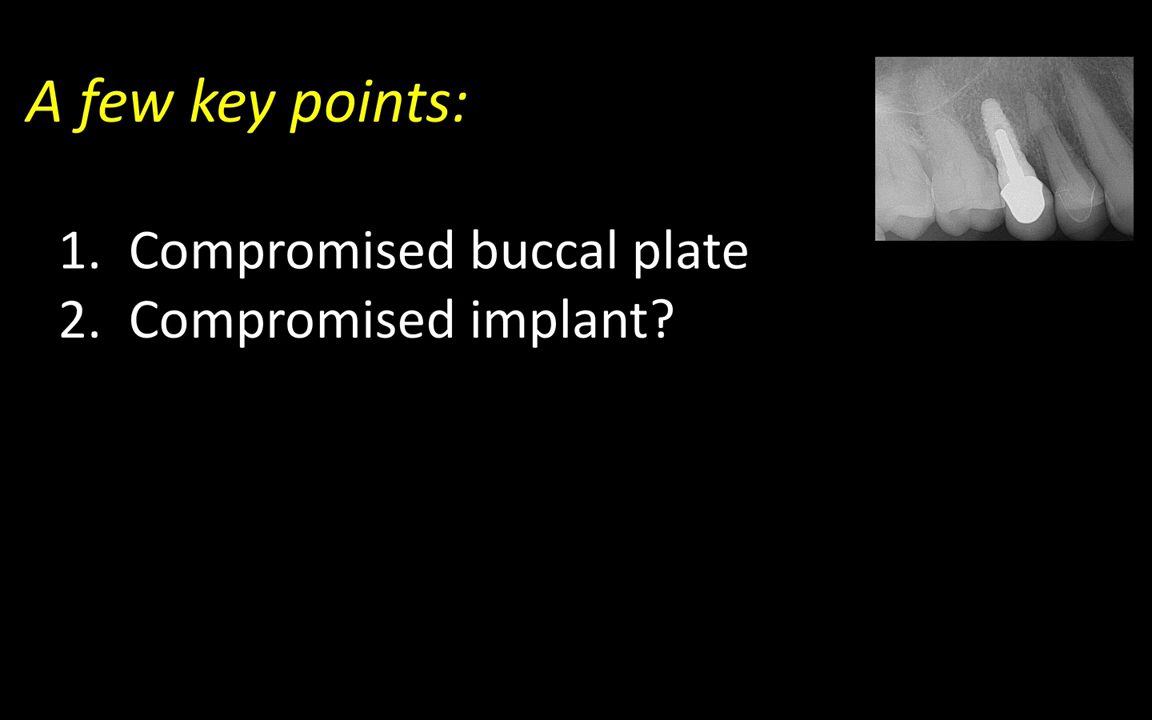 A few key points:
1. Compromised buccal plate
2. Compromised implant?